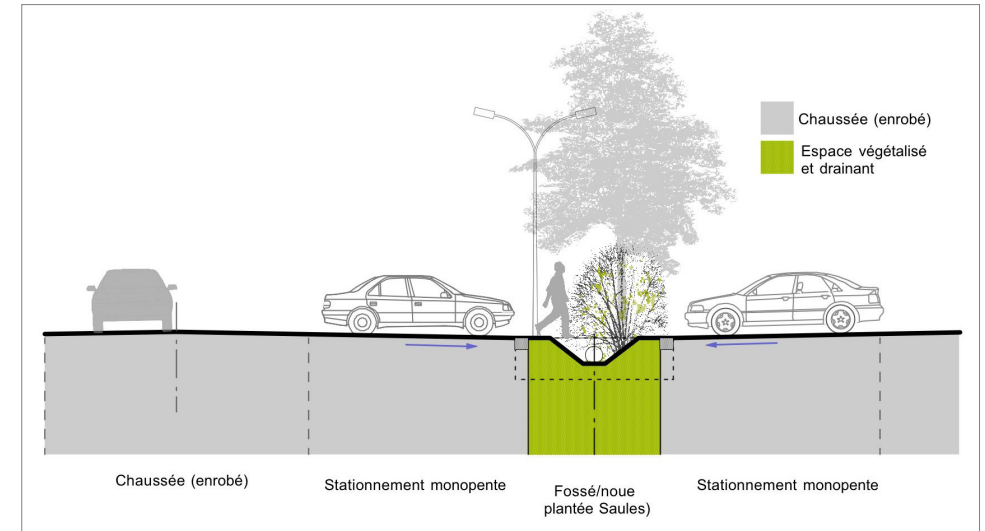 Chaussée (enrobé)
Espace végétalisé
et drainant
Chaussée (enrobé)
Stationnement monopente
Fossé/noue
plantée Saules)
Stationnement monopente